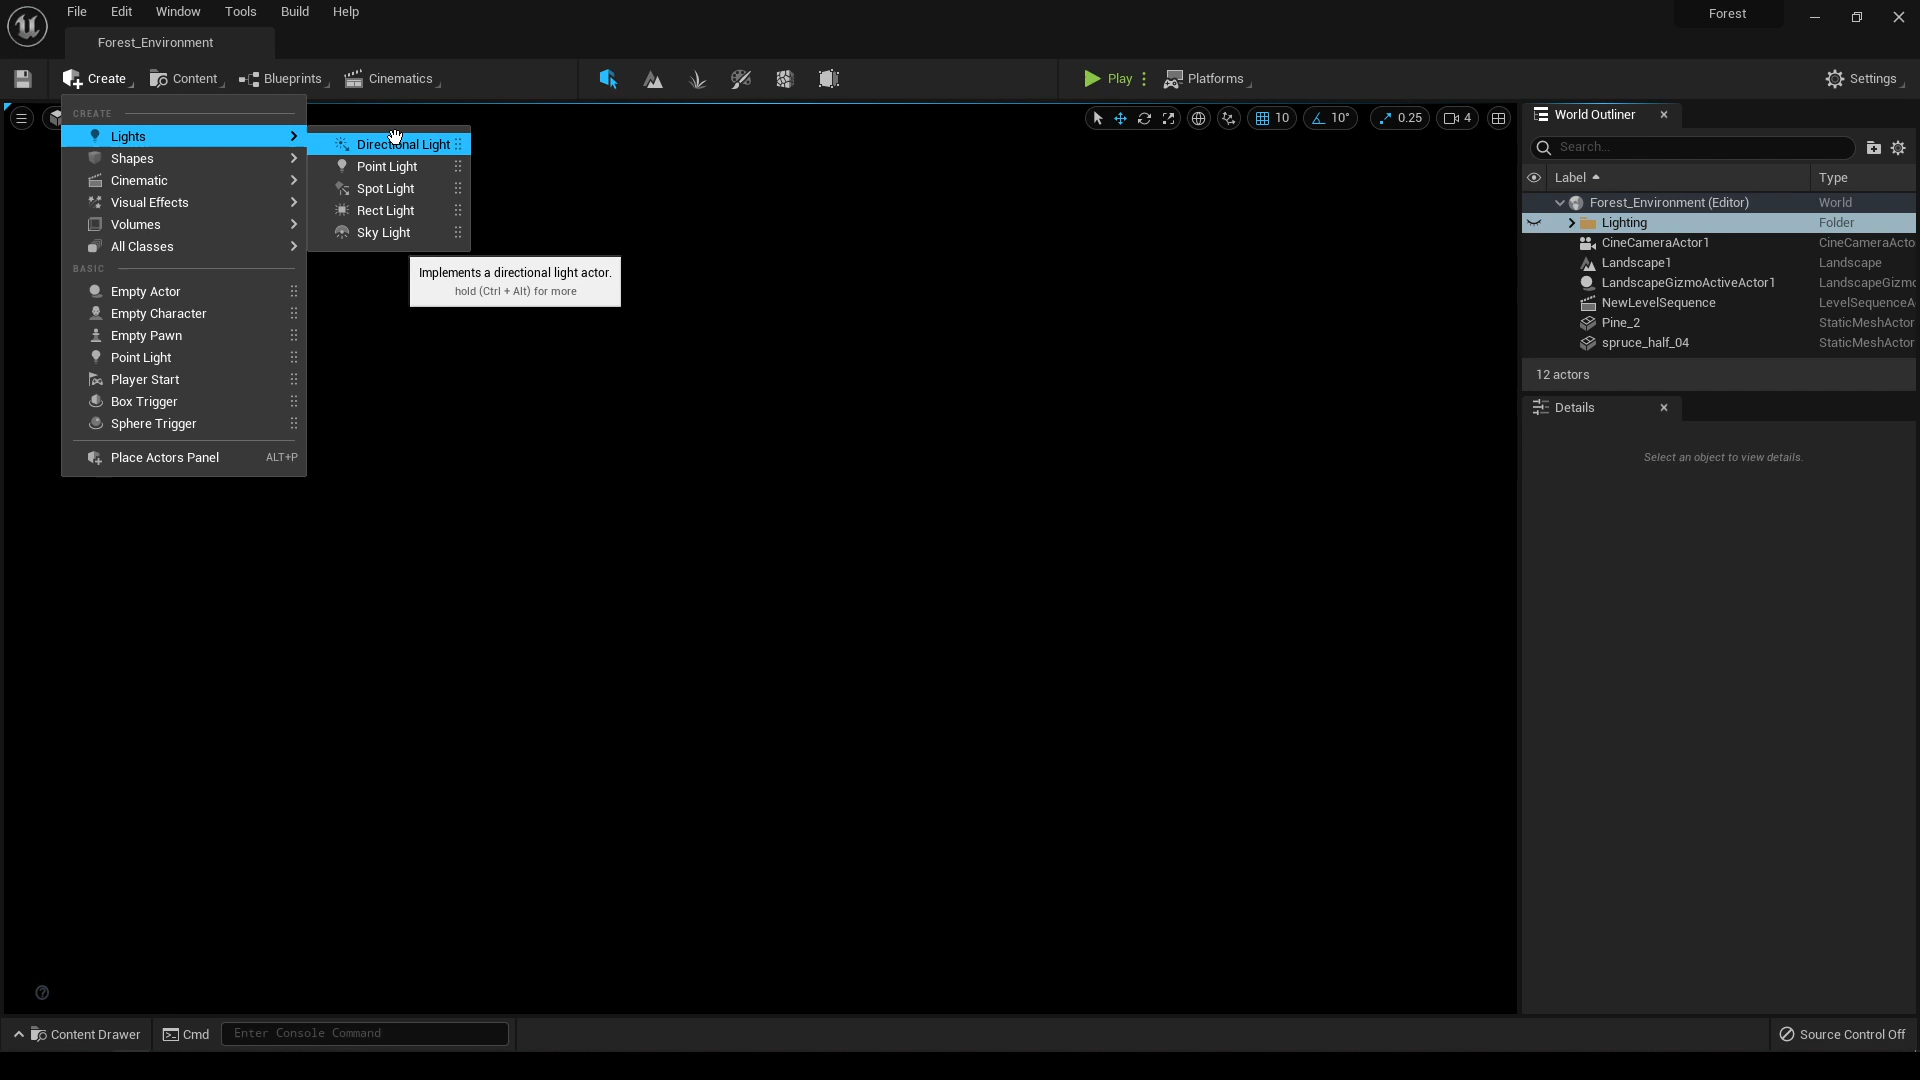 File Edit Window Tools Build Help
Forest
Forest_Environment
Create Content Blueprints Cinematics Play Platforms Settings
CREATE
Lights
Shapes
Cinematic
Visual Effects
Volumes
All Classes
BASIC
Empty Actor
Empty Character
Empty Pawn
Point Light
Player Start
Box Trigger
Sphere Trigger
Place Actors Panel ALT+P
Directional Light
Point Light
Spot Light
Rect Light
Sky Light
Implements a directional light actor.
hold (Ctrl + Alt) for more
10 10° 0.25 4
World Outliner
Search...
Label Type
Forest_Environment (Editor) World
Lighting Folder
CineCameraActor1 CineCameraActo
Landscape1 Landscape
LandscapeGizmoActiveActor1 LandscapeGizmo
NewLevelSequence LevelSequenceA
Pine_2 StaticMeshActor
spruce_half_04 StaticMeshActor
12 actors
Details
Select an object to view details.
Content Drawer Cmd Enter Console Command Source Control Off